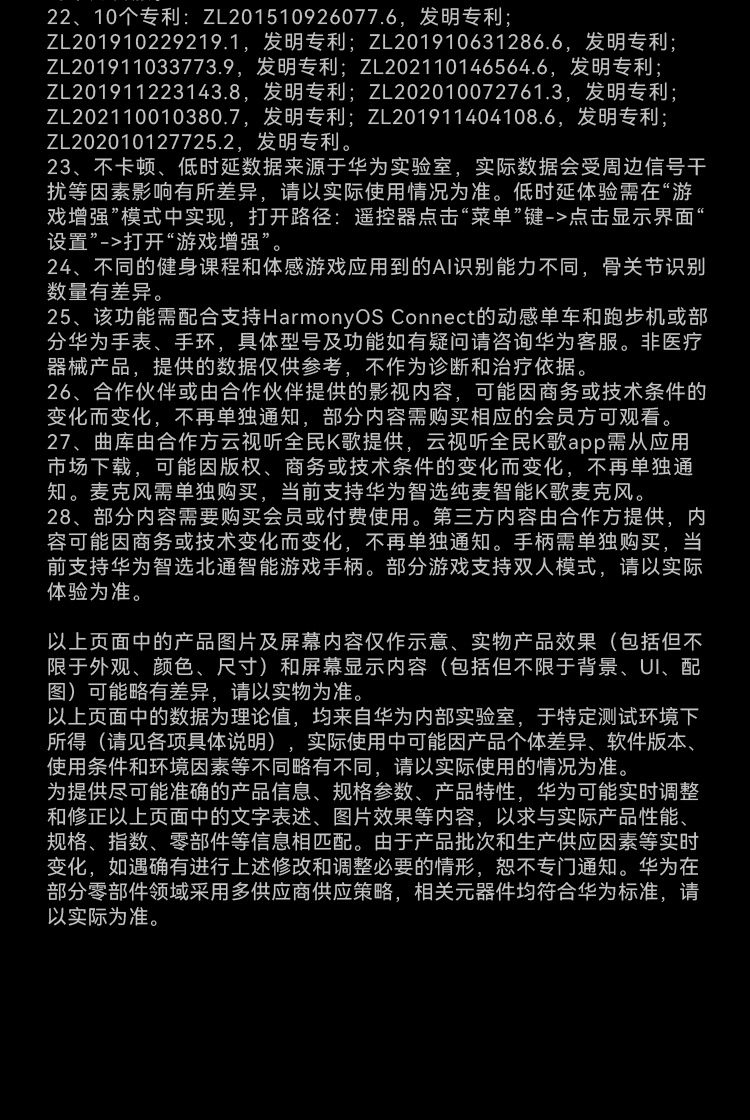 22、10个专利：ZL201510926077.6，发明专利；
ZL201910229219.1，发明专利；ZL201910631286.6，发明专利；
ZL201911033773.9，发明专利；ZL202110146564.6，发明专利；
ZL201911223143.8，发明专利；ZL202010072761.3，发明专利；
ZL202110010380.7，发明专利；ZL201911404108.6，发明专利；
ZL202010127725.2，发明专利。
23、不卡顿、低时延数据来源于华为实验室，实际数据会受周边信号干
扰等因素影响有所差异，请以实际使用情况为准。低时延体验需在“游
戏增强”模式中实现，打开路径：遥控器点击“菜单”键->点击显示界面“
设置”->打开“游戏增强”。
24、不同的健身课程和体感游戏应用到的AI识别能力不同，骨关节识别
数量有差异。
25、该功能需配合支持HarmonyOS Connect的动感单车和跑步机或部
分华为手表、手环，具体型号及功能如有疑问请咨询华为客服。非医疗
器械产品，提供的数据仅供参考，不作为诊断和治疗依据。
26、合作伙伴或由合作伙伴提供的影视内容，可能因商务或技术条件的
变化而变化，不再单独通知，部分内容需购买相应的会员方可观看。
27、曲库由合作方云视听全民K歌提供，云视听全民K歌app需从应用
市场下载，可能因版权、商务或技术条件的变化而变化，不再单独通
知。麦克风需单独购买，当前支持华为智选纯麦智能K歌麦克风。
28、部分内容需要购买会员或付费使用。第三方内容由合作方提供，内
容可能因商务或技术变化而变化，不再单独通知。手柄需单独购买，当
前支持华为智选北通智能游戏手柄。部分游戏支持双人模式，请以实际
体验为准。
以上页面中的产品图片及屏幕内容仅作示意、实物产品效果（包括但不
限于外观、颜色、尺寸）和屏幕显示内容（包括但不限于背景、UI、配
图）可能略有差异，请以实物为准。
以上页面中的数据为理论值，均来自华为内部实验室，于特定测试环境下
所得（请见各项具体说明），实际使用中可能因产品个体差异、软件版本、
使用条件和环境因素等不同略有不同，请以实际使用的情况为准。
为提供尽可能准确的产品信息、规格参数、产品特性，华为可能实时调整
和修正以上页面中的文字表述、图片效果等内容，以求与实际产品性能、
规格、指数、零部件等信息相匹配。由于产品批次和生产供应因素等实时
变化，如遇确有进行上述修改和调整必要的情形，恕不专门通知。华为在
部分零部件领域采用多供应商供应策略，相关元器件均符合华为标准，请
以实际为准。